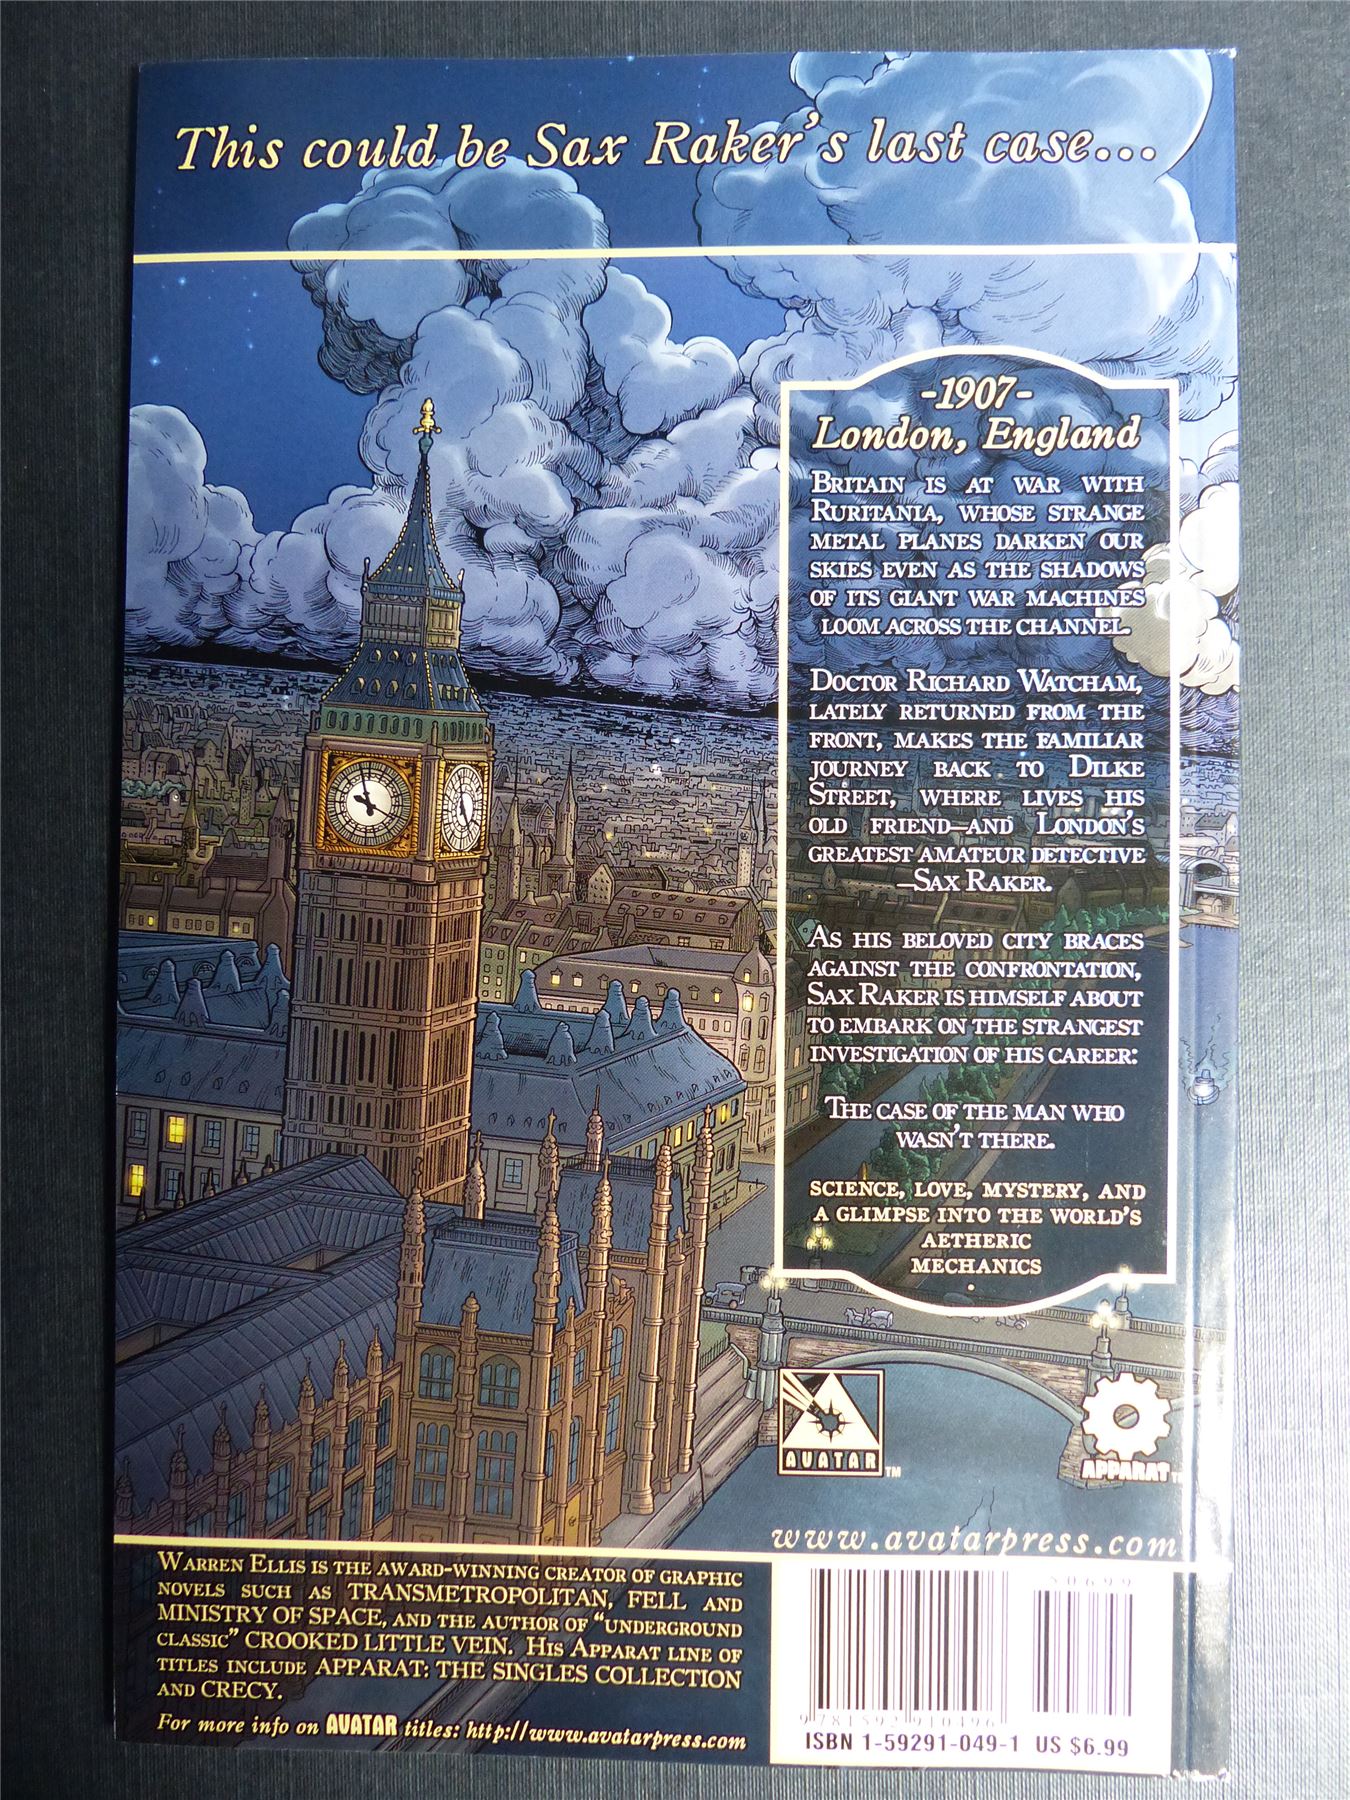 This could be Sax Raker's last case...
-1907-
London, England
BRITAIN IS AT WAR WITH
RURITANIA, WHOSE STRANGE
METAL PLANES DARKEN OUR
SKIES EVEN AS THE SHADOWS
OF ITS GIANT WAR MACHINES
LOOM ACROSS THE CHANNEL.
DOCTOR RICHARD WATCHAM,
LATELY RETURNED FROM THE
FRONT, MAKES THE FAMILIAR
JOURNEY BACK TO DILKE
STREET, WHERE LIVES HIS
OLD FRIEND—AND LONDON'S
GREATEST AMATEUR DETECTIVE
—SAX RAKER.
AS HIS BELOVED CITY BRACES
AGAINST THE CONFRONTATION,
SAX RAKER IS HIMSELF ABOUT
TO EMBARK ON THE STRANGEST
INVESTIGATION OF HIS CAREER:
THE CASE OF THE MAN WHO
WASN'T THERE.
SCIENCE, LOVE, MYSTERY, AND
A GLIMPSE INTO THE WORLD'S
AETHERIC
MECHANICS
AVATAR TM
APPARAT
www.avatarpress.com
WARREN ELLIS IS THE AWARD-WINNING CREATOR OF GRAPHIC
NOVELS SUCH AS TRANSMETROPOLITAN, FELL AND
MINISTRY OF SPACE, AND THE AUTHOR OF "UNDERGROUND
CLASSIC" CROOKED LITTLE VEIN. HIS APPARAT LINE OF
TITLES INCLUDE APPARAT: THE SINGLES COLLECTION
AND CRECY.
For more info on AVATAR titles: http://www.avatarpress.com
50699
9 781592 910496
ISBN 1-59291-049-1 US $6.99